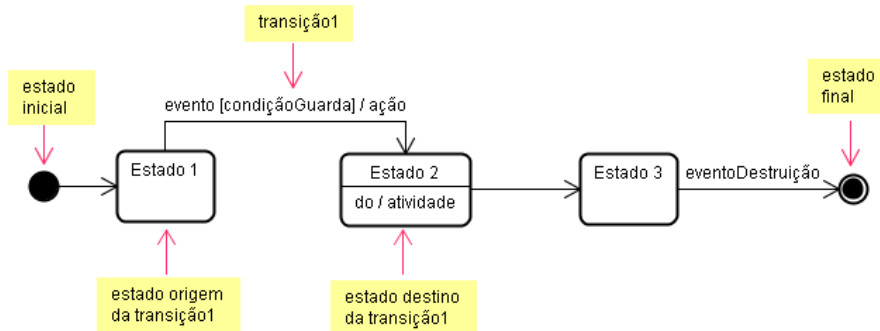 transição1
estado
inicial
estado
final
evento [condiçãoGuarda] / ação
Estado 1
Estado 2
do / atividade
Estado 3
eventoDestruição
estado origem
da transição1
estado destino
da transição1